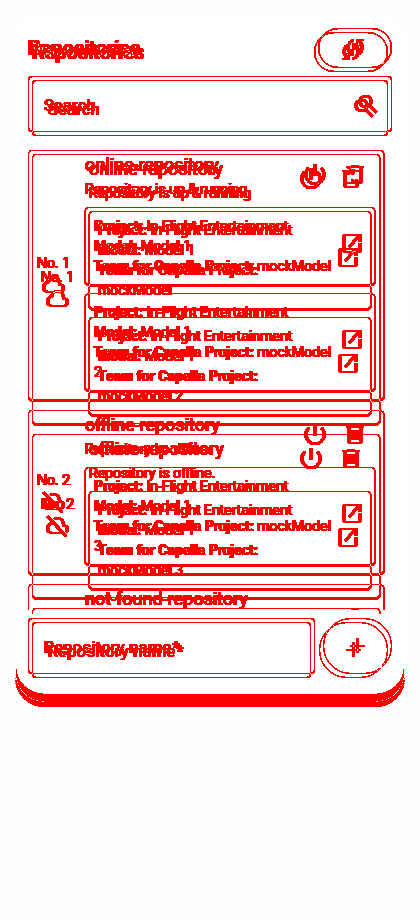 Repositories
Search
online-repository
Repository is up & running
No. 1
Project: In-Flight Entertainment
Model: Model 1
Team for Capella Project: mockModel
Project: In-Flight Entertainment
Model: Model 1
Team for Capella Project: mockModel
2
offline-repository
Repository is offline.
No. 2
Project: In-Flight Entertainment
Model: Model 1
Team for Capella Project: mockModel
3
not-found-repository
Repository name*